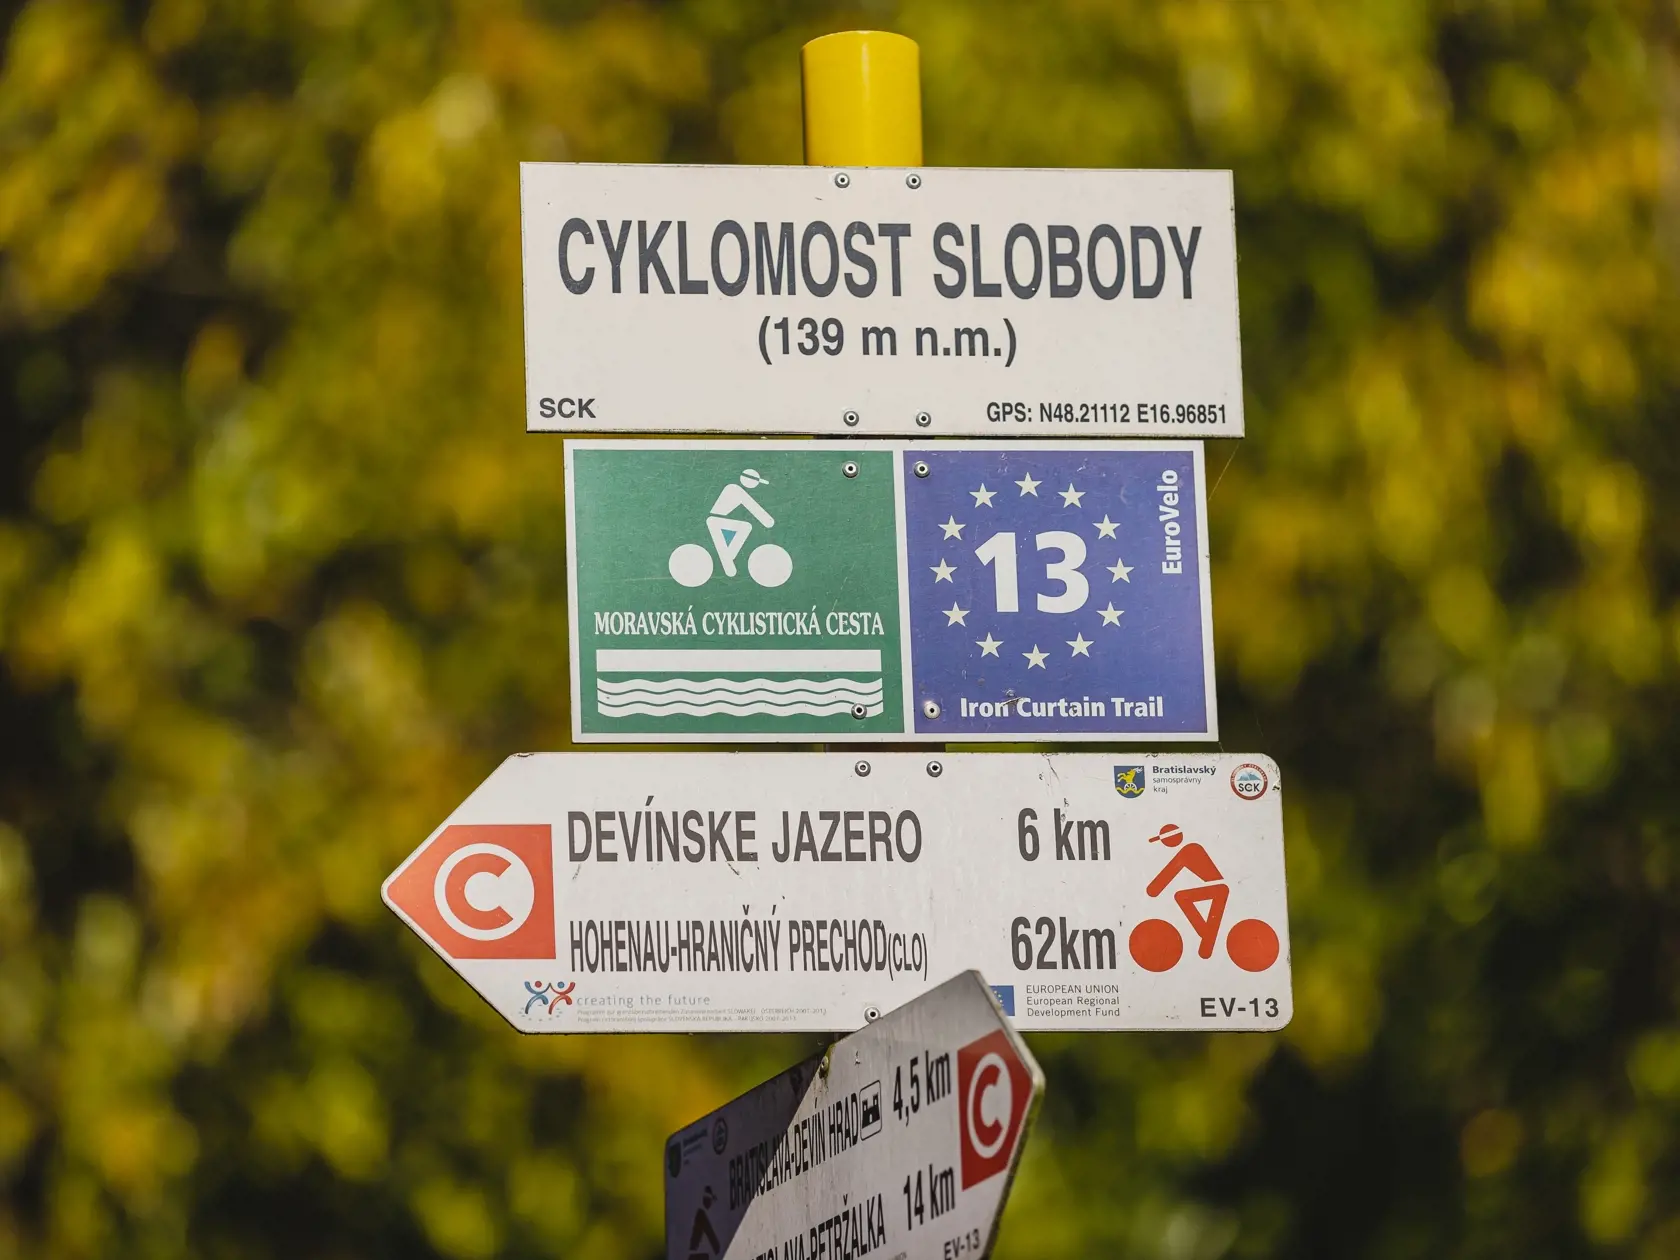 CYKLOMOST SLOBODY
(139 m n.m.)
SCK
GPS: N48.21112 E16.96851
MORAVSKÁ CYKLISTICKÁ CESTA
13
EuroVelo
Iron Curtain Trail
Bratislavský
samosprávny
kraj
SCK
C
DEVÍNSKE JAZERO 6 km
HOHENAU-HRANIČNÝ PRECHOD(CLO) 62km
creating the future
EUROPEAN UNION
European Regional
Development Fund
EV-13
BRATISLAVA-DEVÍN HRAD 4,5 km
C
PETRŽALKA 14 km
EV-13